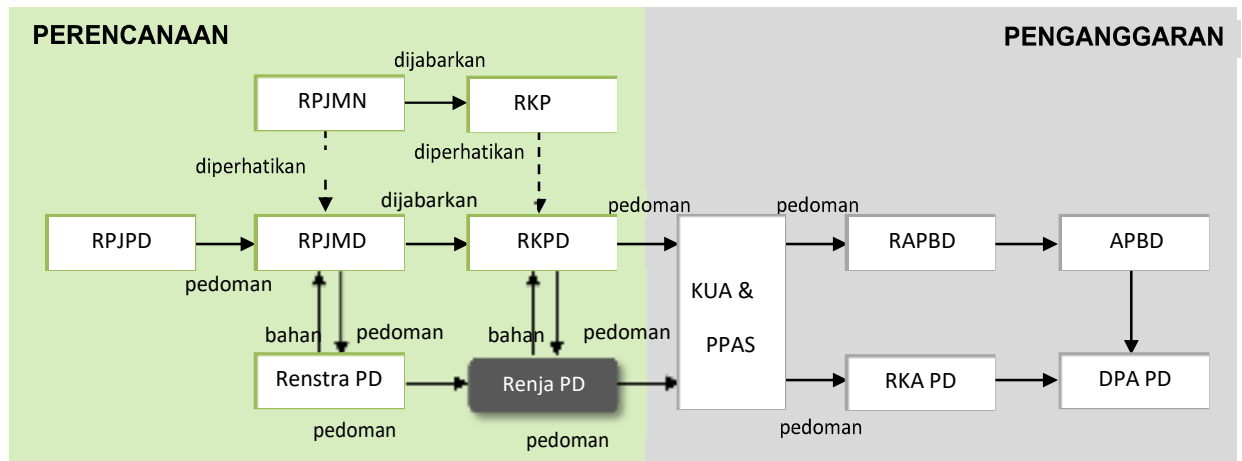 PERENCANAAN
PENGANGGARAN
dijabarkan
RPJMN
RKP
diperhatikan
diperhatikan
dijabarkan
pedoman
pedoman
RPJPD
RPJMD
RKPD
RAPBD
APBD
pedoman
KUA &
PPAS
bahan
pedoman
bahan
pedoman
Renstra PD
Renja PD
RKA PD
DPA PD
pedoman
pedoman
pedoman